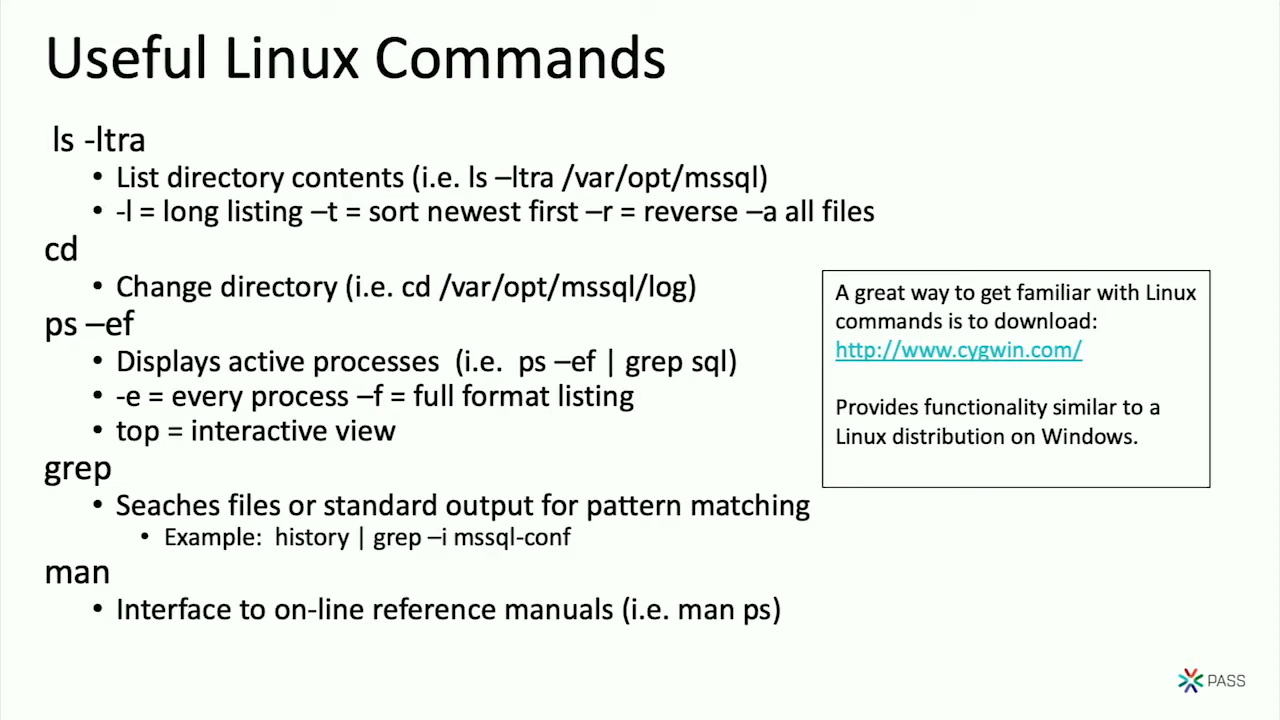 Useful Linux Commands
ls -ltra
• List directory contents (i.e. ls –ltra /var/opt/mssql)
• -l = long listing –t = sort newest first –r = reverse –a all files
cd
• Change directory (i.e. cd /var/opt/mssql/log)
ps –ef
• Displays active processes  (i.e.  ps –ef | grep sql)
• -e = every process –f = full format listing
• top = interactive view
grep
• Seaches files or standard output for pattern matching
• Example:  history | grep –i mssql-conf
man
• Interface to on-line reference manuals (i.e. man ps)
A great way to get familiar with Linux
commands is to download:
http://www.cygwin.com/
Provides functionality similar to a
Linux distribution on Windows.
PASS